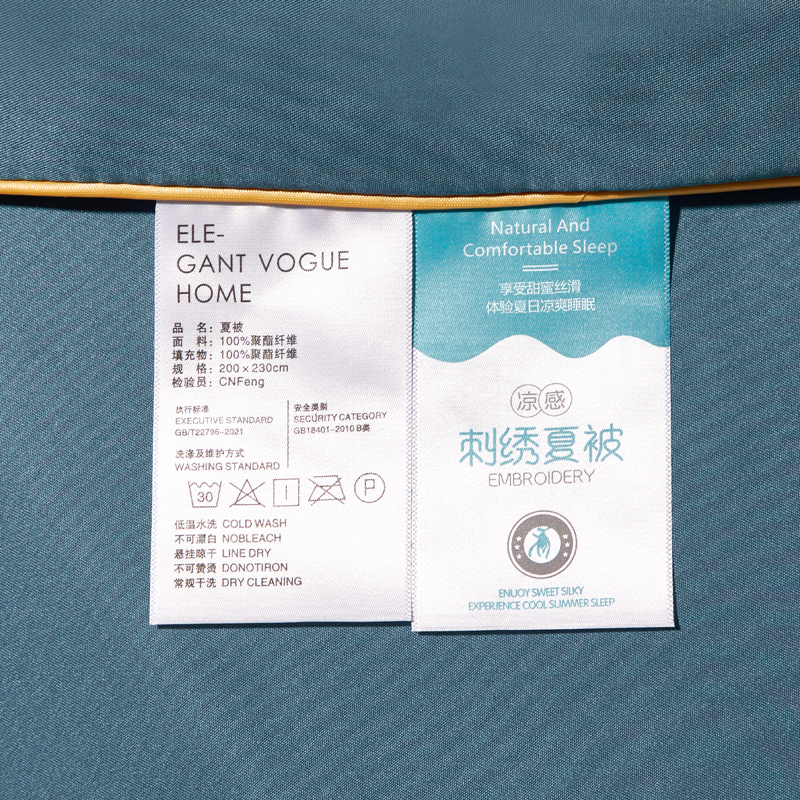 ELE-
GANT VOGUE
HOME
品 名：夏被
面 料：100%聚酯纤维
填充物：100%聚酯纤维
规 格：200×230cm
检验员：CNFeng
执行标准
EXECUTIVE STANDARD
GB/T22796-2021
安全类别
SECURITY CATEGORY
GB18401-2010 B类
洗涤及维护方式
WASHING STANDARD
30
P
低温水洗 COLD WASH
不可漂白 NOBLEACH
悬挂晾干 LINE DRY
不可熨烫 DONOTIRON
常规干洗 DRY CLEANING
Natural And
Comfortable Sleep
享受甜蜜丝滑
体验夏日凉爽睡眠
凉感
刺绣夏被
EMBROIDERY
ENJUOY SWEET SILKY
EXPERIENCE COOL SUMMER SLEEP